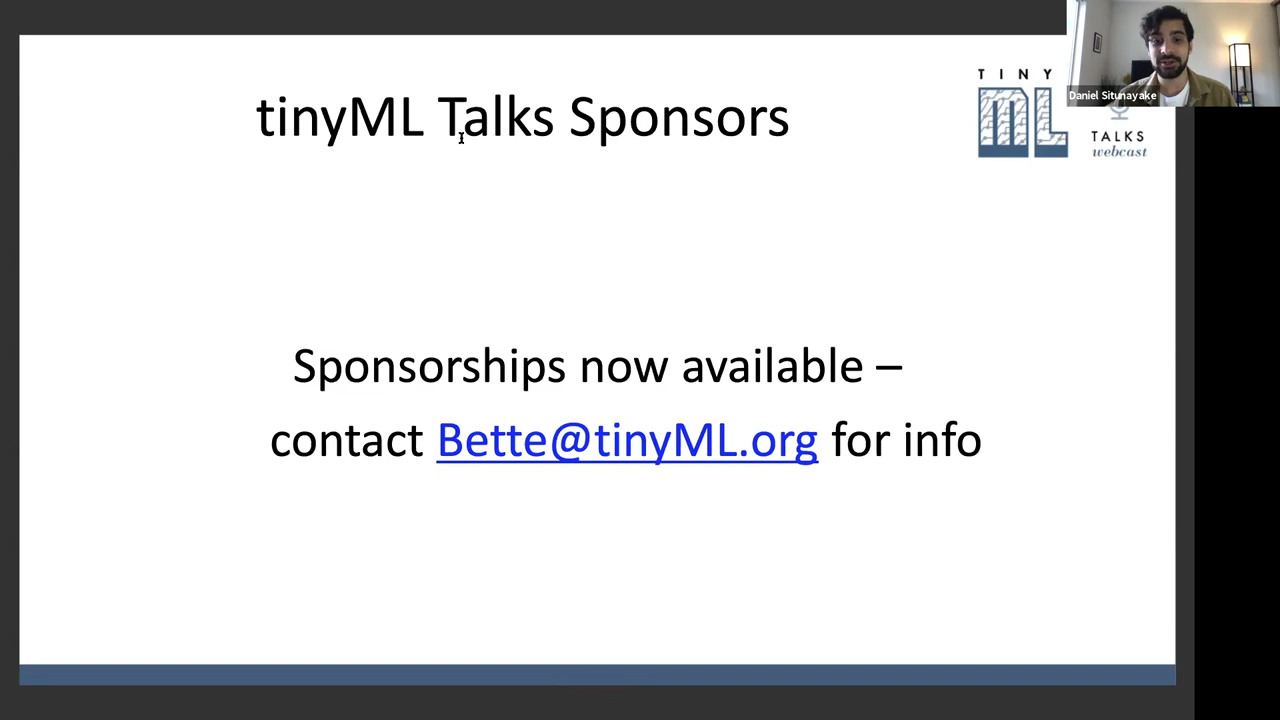 tinyML Talks Sponsors
TINY
ML
TALKS
webcast
Daniel Situnayake
Sponsorships now available –
contact Bette@tinyML.org for info